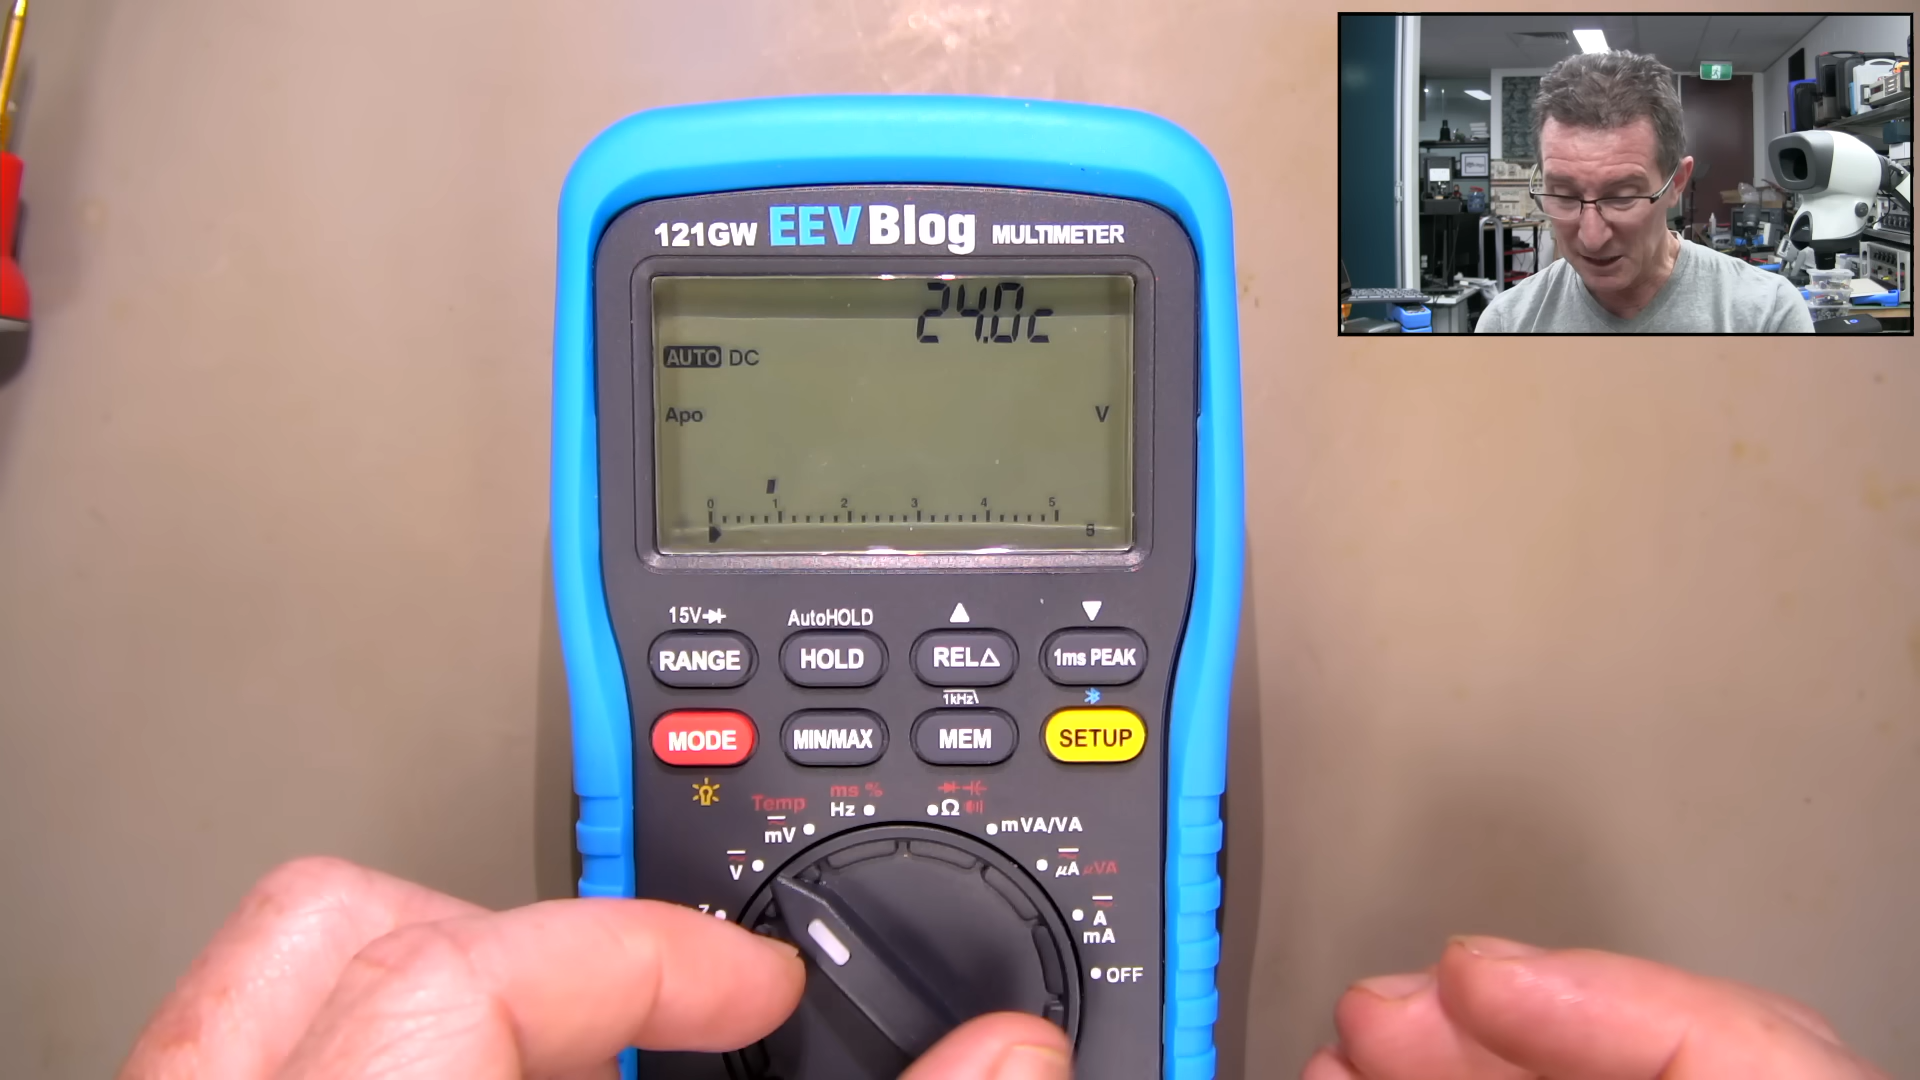 121GW EEVBlog MULTIMETER
24.0c
AUTO DC
Apo V
0 1 2 3 4 5
5
15V AutoHOLD ▲ ▼
RANGE HOLD REL△ 1ms PEAK
1kHz
MODE MIN/MAX MEM SETUP
Temp ms %
mV Hz Ω mVA/VA
V µA µVA
Z A
mA
OFF